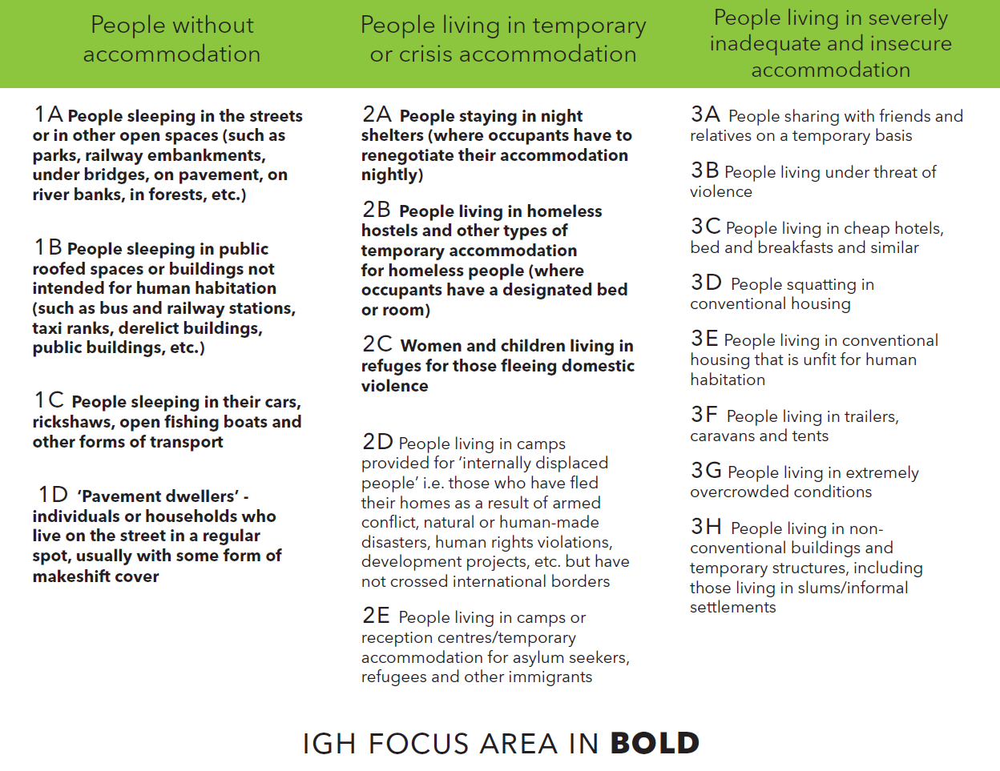 People without
accommodation
1A People sleeping in the streets
or in other open spaces (such as
parks, railway embankments,
under bridges, on pavement, on
river banks, in forests, etc.)
1B People sleeping in public
roofed spaces or buildings not
intended for human habitation
(such as bus and railway stations,
taxi ranks, derelict buildings,
public buildings, etc.)
1C People sleeping in their cars,
rickshaws, open fishing boats and
other forms of transport
1D ‘Pavement dwellers’ -
individuals or households who
live on the street in a regular
spot, usually with some form of
makeshift cover
People living in temporary
or crisis accommodation
2A People staying in night
shelters (where occupants have to
renegotiate their accommodation
nightly)
2B People living in homeless
hostels and other types of
temporary accommodation
for homeless people (where
occupants have a designated bed
or room)
2C Women and children living in
refuges for those fleeing domestic
violence
2D People living in camps
provided for ‘internally displaced
people’ i.e. those who have fled
their homes as a result of armed
conflict, natural or human-made
disasters, human rights violations,
development projects, etc. but have
not crossed international borders
2E People living in camps or
reception centres/temporary
accommodation for asylum seekers,
refugees and other immigrants
People living in severely
inadequate and insecure
accommodation
3A People sharing with friends and
relatives on a temporary basis
3B People living under threat of
violence
3C People living in cheap hotels,
bed and breakfasts and similar
3D People squatting in
conventional housing
3E People living in conventional
housing that is unfit for human
habitation
3F People living in trailers,
caravans and tents
3G People living in extremely
overcrowded conditions
3H People living in non-
conventional buildings and
temporary structures, including
those living in slums/informal
settlements
IGH FOCUS AREA IN BOLD